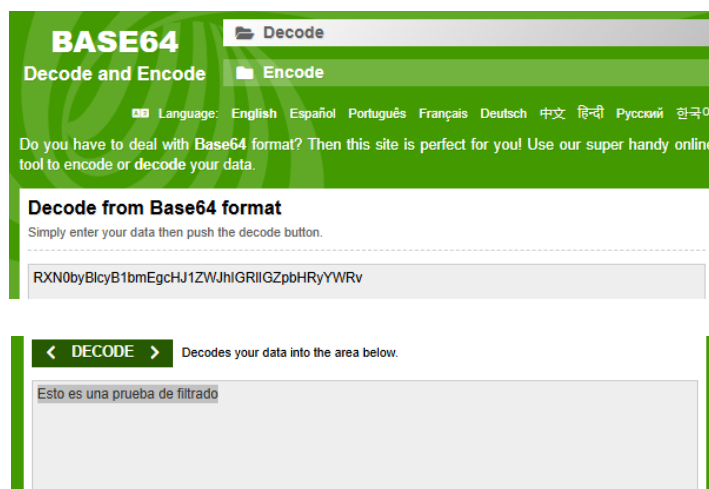 BASE64
Decode and Encode
Decode
Encode
Language: English Español Português Français Deutsch 中文 हिन्दी Русский 한국어
Do you have to deal with Base64 format? Then this site is perfect for you! Use our super handy online
tool to encode or decode your data.
Decode from Base64 format
Simply enter your data then push the decode button.
RXN0byBlcyB1bmEgcHJ1ZWJhIGRlIGZpbHRyYWRv
< DECODE > Decodes your data into the area below.
Esto es una prueba de filtrado